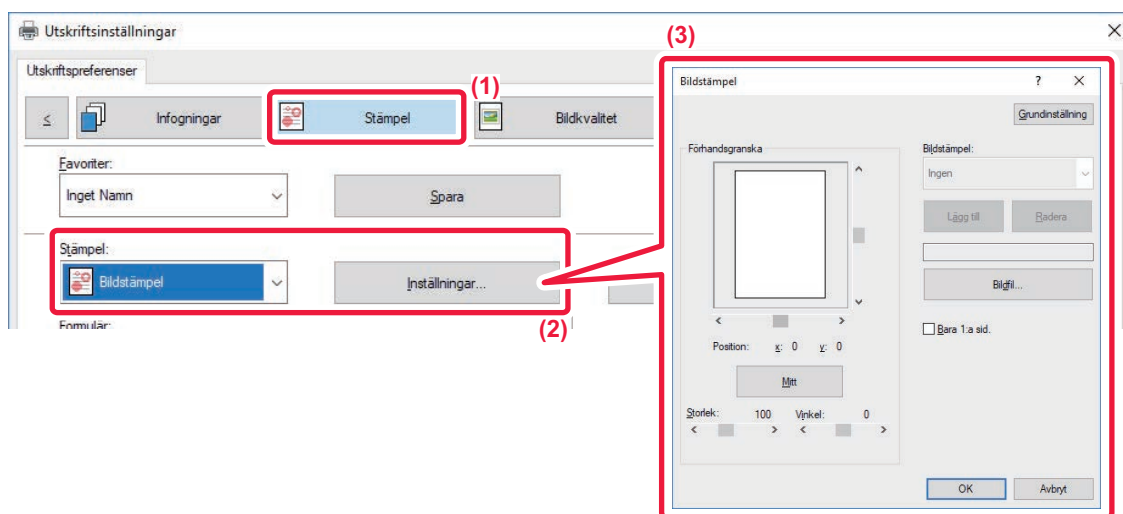 Utskriftsinställningar
Utskriftspreferenser
(1)
<
Infogningar
Stämpel
Bildkvalitet
Favoriter:
Inget Namn
Spara
Stämpel:
Bildstämpel
Inställningar...
(2)
Formulär:
(3)
Bildstämpel
?
Grundinställning
Förhandsgranska
Bildstämpel:
Ingen
Lägg till
Radera
Bildfil...
Bara 1:a sid.
Position: x: 0 y: 0
Mitt
Storlek: 100 Vinkel: 0
OK
Avbryt